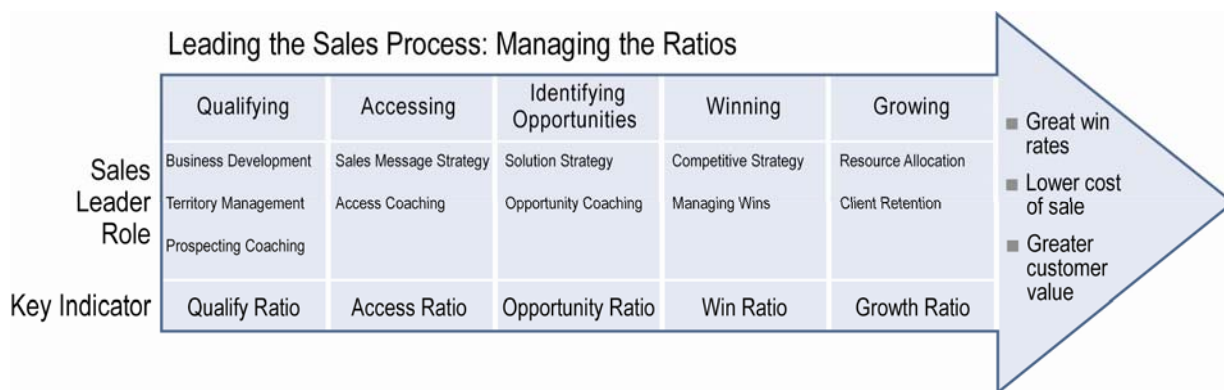 Leading the Sales Process: Managing the Ratios
Qualifying
Accessing
Identifying
Opportunities
Winning
Growing
Sales
Leader
Role
Business Development
Territory Management
Prospecting Coaching
Sales Message Strategy
Access Coaching
Solution Strategy
Opportunity Coaching
Competitive Strategy
Managing Wins
Resource Allocation
Client Retention
Key Indicator
Qualify Ratio
Access Ratio
Opportunity Ratio
Win Ratio
Growth Ratio
Great win
rates
Lower cost
of sale
Greater
customer
value